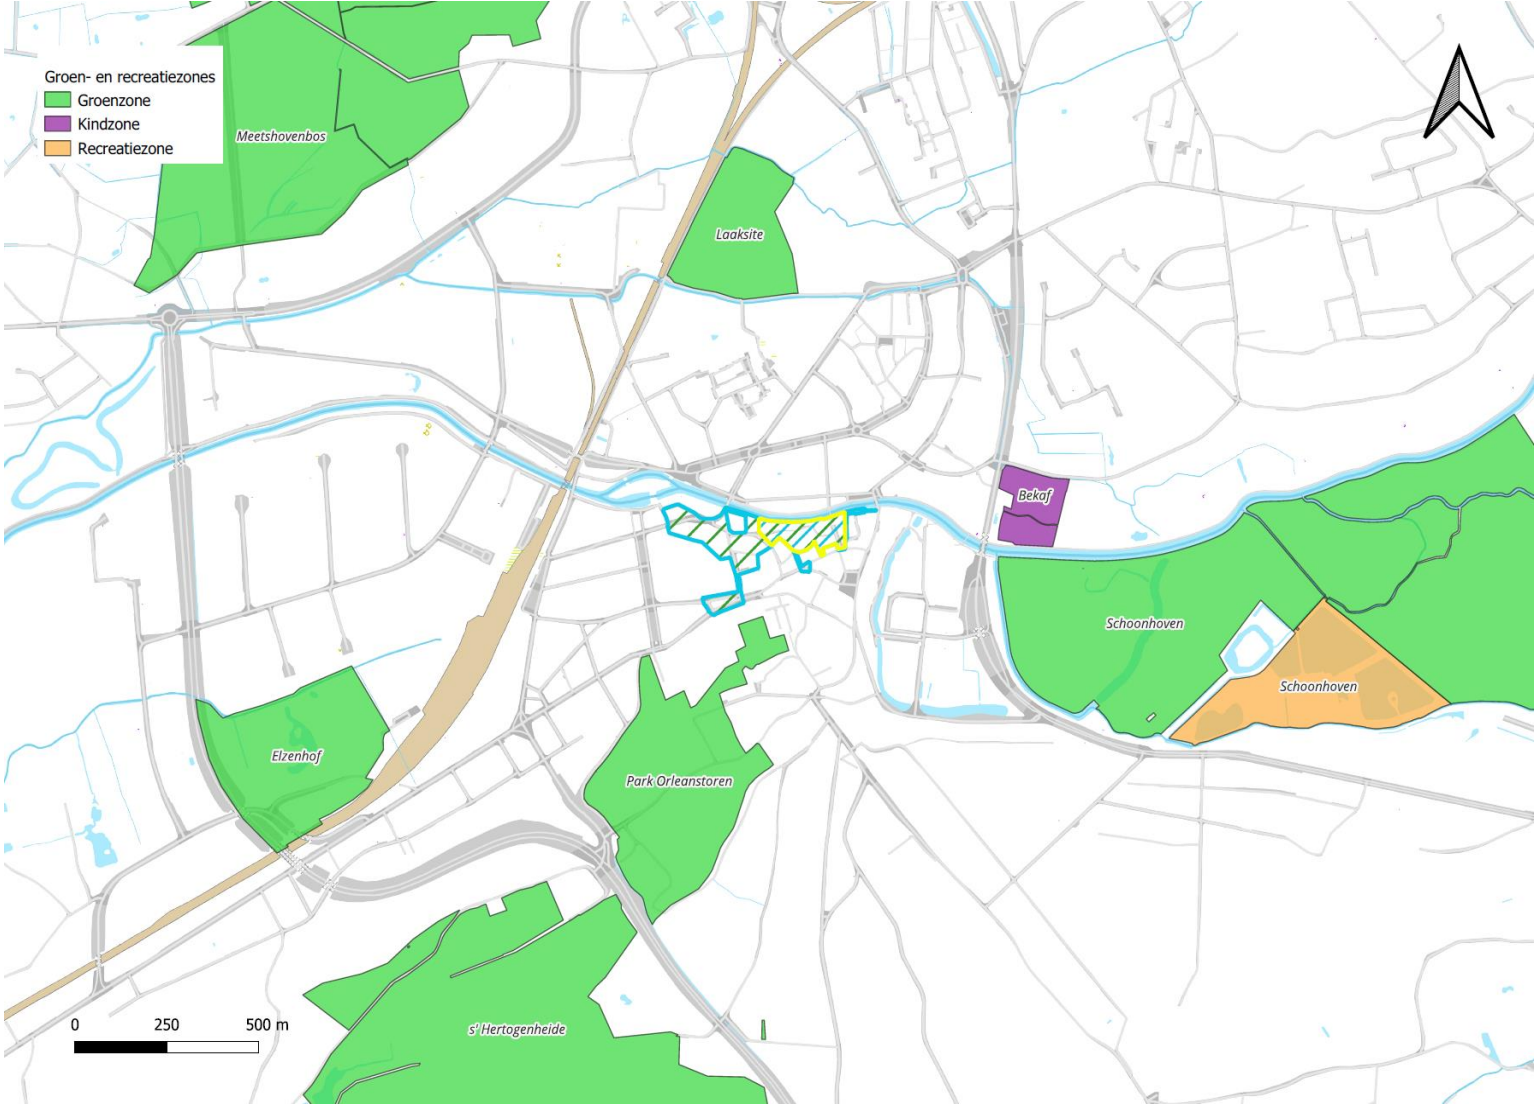 Groen- en recreatiezones
Groenzone
Kindzone
Recreatiezone
Meetshovenbos
Laaksite
Bekaf
Schoonhoven
Schoonhoven
Elzenhof
Park Orleanstoren
s' Hertogenheide
0 250 500 m